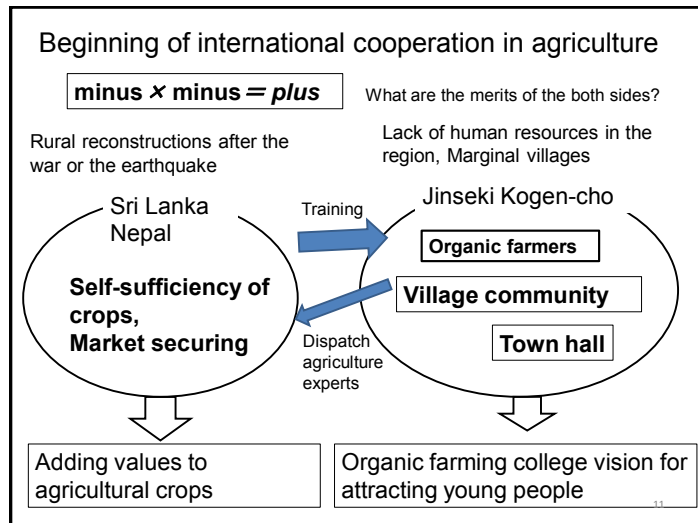 Beginning of international cooperation in agriculture
minus × minus = plus
What are the merits of the both sides?
Rural reconstructions after the
war or the earthquake
Lack of human resources in the
region, Marginal villages
Sri Lanka
Nepal
Training
Jinseki Kogen-cho
Organic farmers
Self-sufficiency of
crops,
Market securing
Village community
Town hall
Dispatch
agriculture
experts
Adding values to
agricultural crops
Organic farming college vision for
attracting young people
11